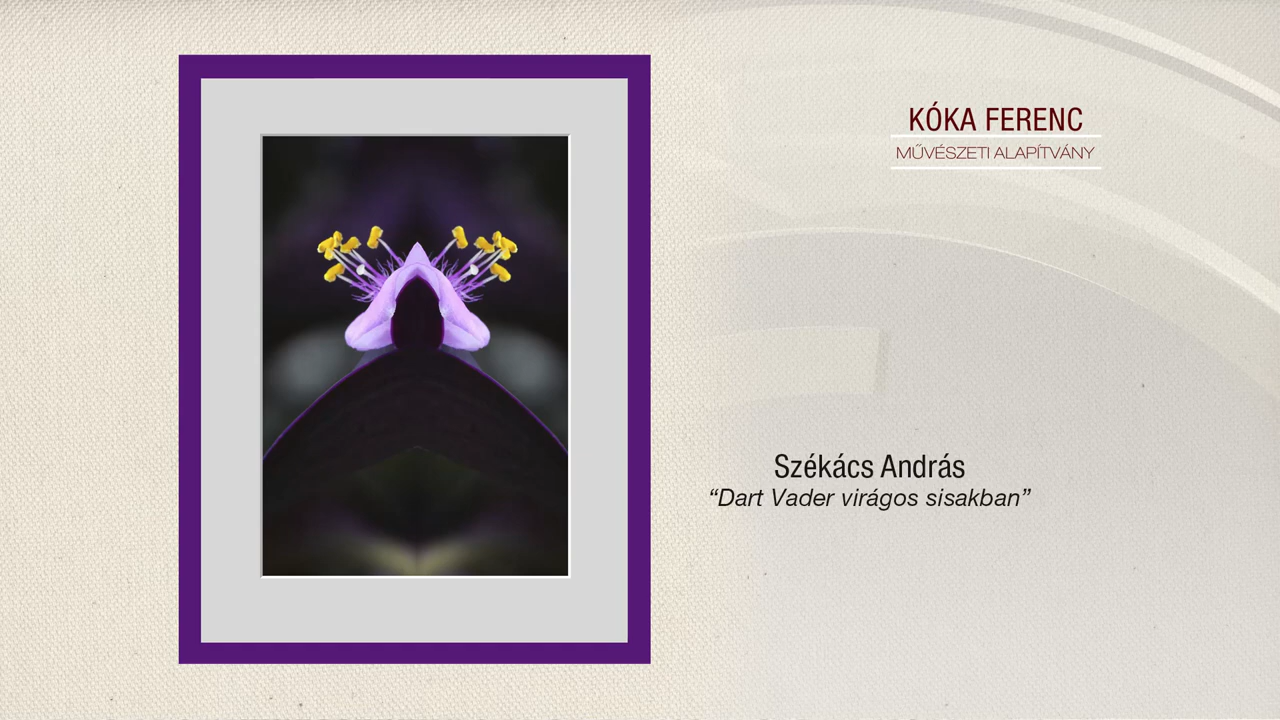 KÓKA FERENC
MŰVÉSZETI ALAPÍTVÁNY
Székács András
“Dart Vader virágos sisakban”